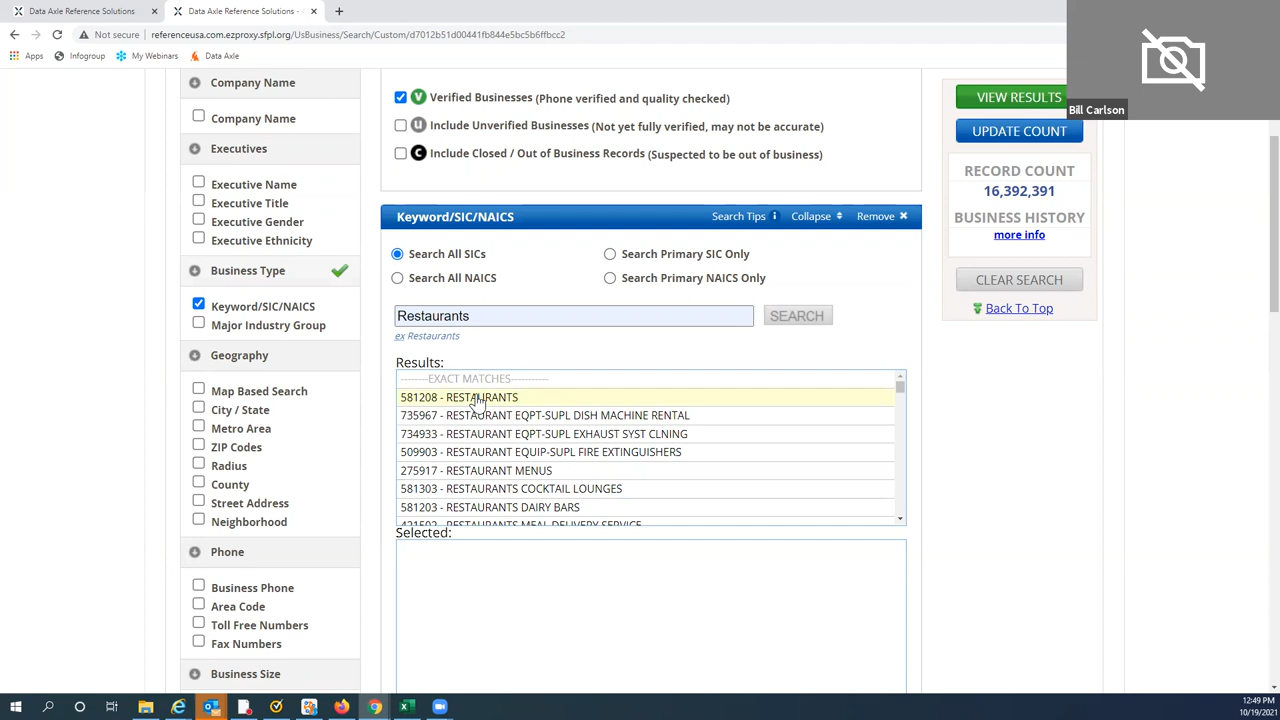 Data Axle Reference Solutions
Data Axle Reference Solutions - A
Not secure
referenceusa.com.ezproxy.sfpl.org/UsBusiness/Search/Custom/d7012b51d00441fb844e5bc5b6ffbcc2
Apps
Infogroup
My Webinars
Data Axle
Bill Carlson
Company Name
Company Name
Executives
Executive Name
Executive Title
Executive Gender
Executive Ethnicity
Business Type
Keyword/SIC/NAICS
Major Industry Group
Geography
Map Based Search
City / State
Metro Area
ZIP Codes
Radius
County
Street Address
Neighborhood
Phone
Business Phone
Area Code
Toll Free Numbers
Fax Numbers
Business Size
V Verified Businesses (Phone verified and quality checked)
U Include Unverified Businesses (Not yet fully verified, may not be accurate)
C Include Closed / Out of Business Records (Suspected to be out of business)
Keyword/SIC/NAICS
Search Tips i
Collapse
Remove
Search All SICs
Search Primary SIC Only
Search All NAICS
Search Primary NAICS Only
Restaurants
SEARCH
ex Restaurants
Results:
--------EXACT MATCHES-----------
581208 - RESTAURANTS
735967 - RESTAURANT EQPT-SUPL DISH MACHINE RENTAL
734933 - RESTAURANT EQPT-SUPL EXHAUST SYST CLNING
509903 - RESTAURANT EQUIP-SUPL FIRE EXTINGUISHERS
275917 - RESTAURANT MENUS
581303 - RESTAURANTS COCKTAIL LOUNGES
581203 - RESTAURANTS DAIRY BARS
421502 - RESTAURANTS MEAL DELIVERY SERVICE
Selected:
VIEW RESULTS
UPDATE COUNT
RECORD COUNT
16,392,391
BUSINESS HISTORY
more info
CLEAR SEARCH
Back To Top
12:49 PM
10/19/2021